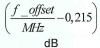 (f_offset/MHz − 0,215)
dB